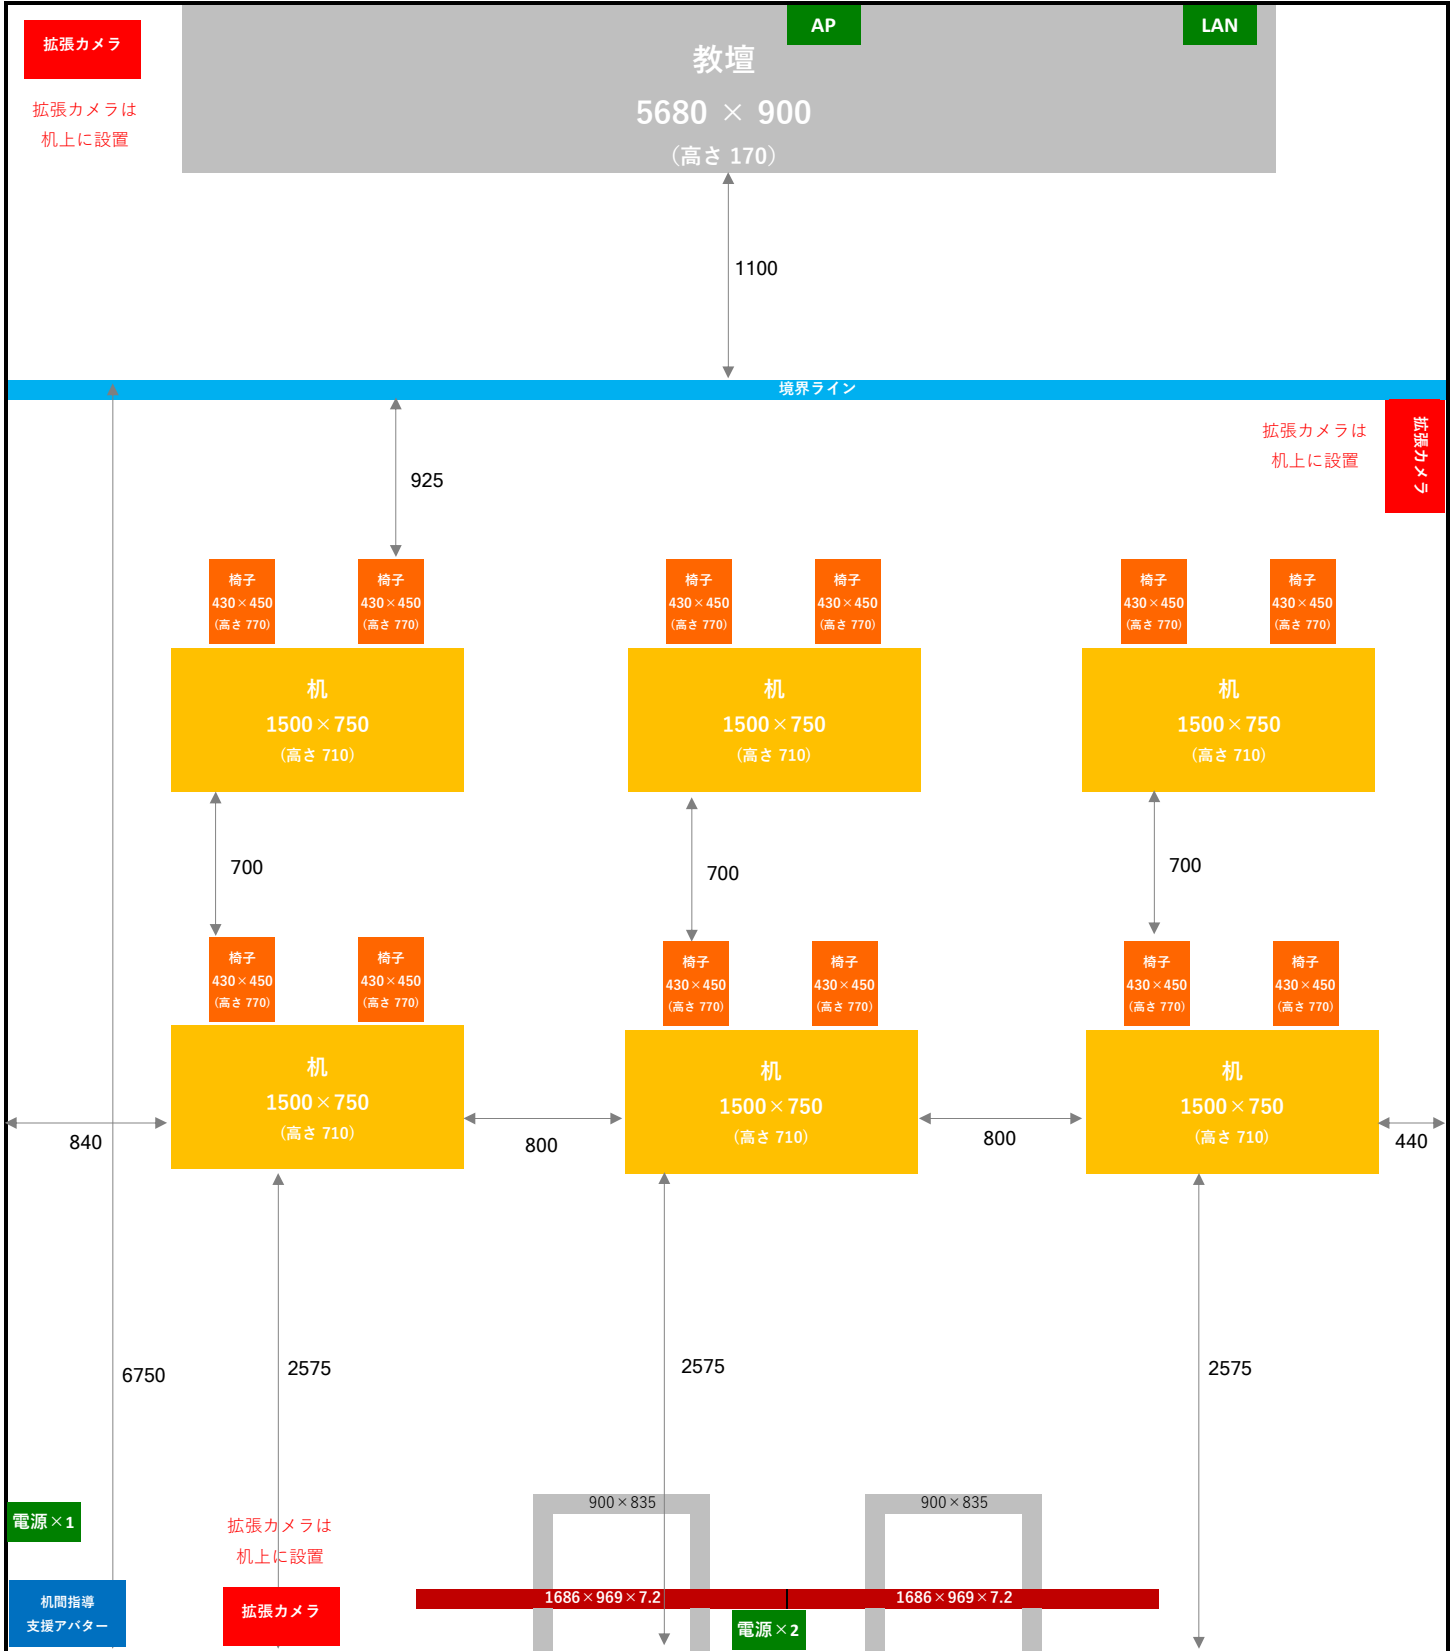 拡張カメラ
AP
LAN
教壇
5680 × 900
（高さ 170）
拡張カメラは
机上に設置
1100
境界ライン
925
拡張カメラは
机上に設置
拡張カメラ
椅子
430×450
（高さ 770）
椅子
430×450
（高さ 770）
椅子
430×450
（高さ 770）
椅子
430×450
（高さ 770）
椅子
430×450
（高さ 770）
椅子
430×450
（高さ 770）
机
1500×750
（高さ 710）
机
1500×750
（高さ 710）
机
1500×750
（高さ 710）
700
700
700
椅子
430×450
（高さ 770）
椅子
430×450
（高さ 770）
椅子
430×450
（高さ 770）
椅子
430×450
（高さ 770）
椅子
430×450
（高さ 770）
椅子
430×450
（高さ 770）
机
1500×750
（高さ 710）
机
1500×750
（高さ 710）
机
1500×750
（高さ 710）
840
800
800
440
6750
2575
2575
2575
電源×1
拡張カメラは
机上に設置
900×835
900×835
机間指導
支援アバター
拡張カメラ
1686×969×7.2
1686×969×7.2
電源×2